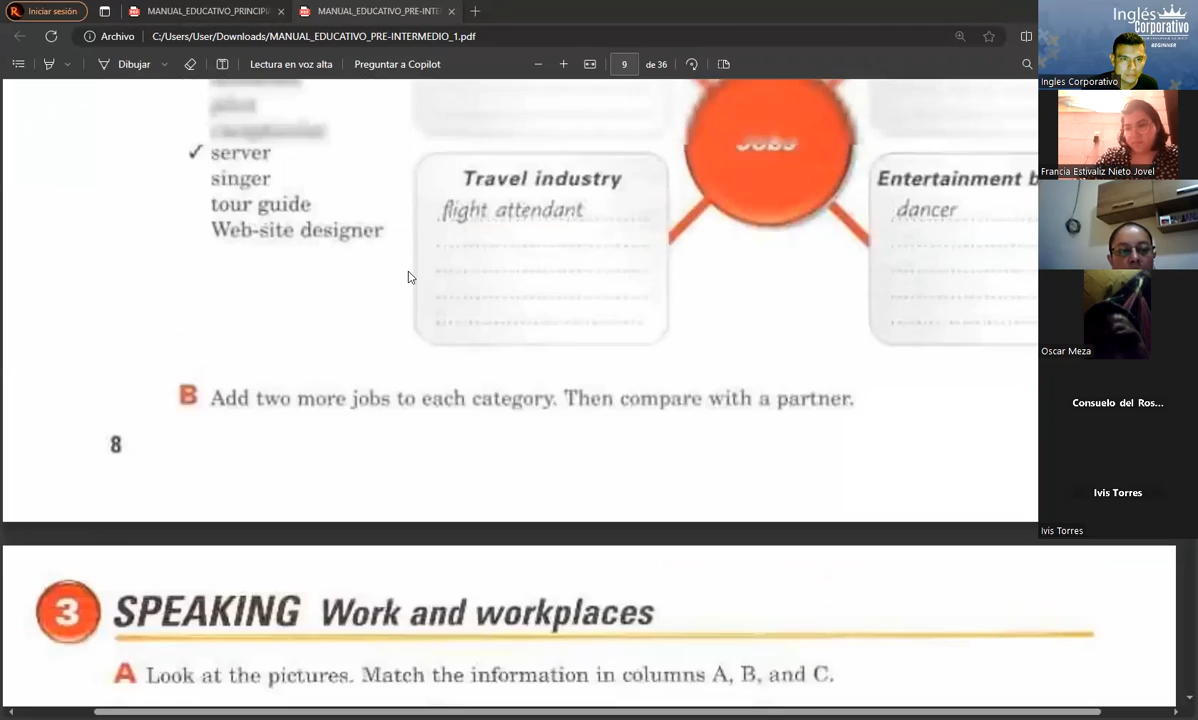 Iniciar sesión
MANUAL_EDUCATIVO_PRINCIPI
MANUAL_EDUCATIVO_PRE-INTE
Archivo
C:/Users/User/Downloads/MANUAL_EDUCATIVO_PRE-INTERMEDIO_1.pdf
Dibujar
Lectura en voz alta
Preguntar a Copilot
9
de 36
✓ server
singer
tour guide
Web-site designer
Travel industry
flight attendant
Jobs
Entertainment b
dancer
B Add two more jobs to each category. Then compare with a partner.
8
3 SPEAKING Work and workplaces
A Look at the pictures. Match the information in columns A, B, and C.
Inglés
Corporativo
BEGINNER
Ingles Corporativo
Francia Estivaliz Nieto Jovel
Oscar Meza
Consuelo del Ros...
Ivis Torres
Ivis Torres